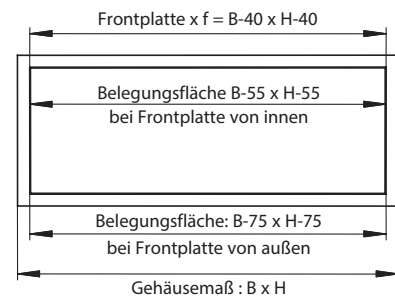 Frontplatte x f = B-40 x H-40
Belegungsfläche B-55 x H-55
bei Frontplatte von innen
Belegungsfläche: B-75 x H-75
bei Frontplatte von außen
Gehäusemaß : B x H